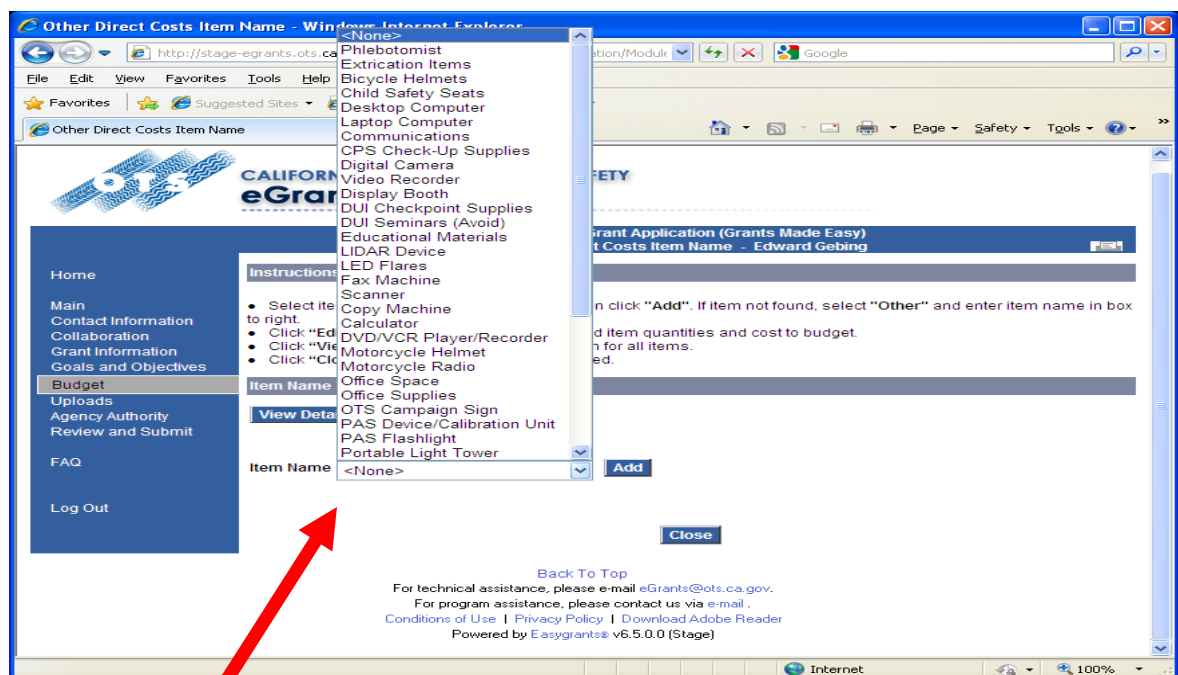 Other Direct Costs Item Name - Windows Internet Explorer
http://stage-egrants.ots.ca
ation/Module
Google
File Edit View Favorites Tools Help
Favorites
Suggested Sites
Other Direct Costs Item Name
Page
Safety
Tools
OTS
CALIFORN
FETY
eGrar
Grant Application (Grants Made Easy)
t Costs Item Name - Edward Gebing
Home
Main
Contact Information
Collaboration
Grant Information
Goals and Objectives
Budget
Uploads
Agency Authority
Review and Submit
FAQ
Log Out
Instructions
• Select ite
n click "Add". If item not found, select "Other" and enter item name in box
to right.
• Click "Ed
d item quantities and cost to budget.
• Click "Vie
n for all items.
• Click "Clo
ed.
Item Name
View Deta
<None>
Phlebotomist
Extrication Items
Bicycle Helmets
Child Safety Seats
Desktop Computer
Laptop Computer
Communications
CPS Check-Up Supplies
Digital Camera
Video Recorder
Display Booth
DUI Checkpoint Supplies
DUI Seminars (Avoid)
Educational Materials
LIDAR Device
LED Flares
Fax Machine
Scanner
Copy Machine
Calculator
DVD/VCR Player/Recorder
Motorcycle Helmet
Motorcycle Radio
Office Space
Office Supplies
OTS Campaign Sign
PAS Device/Calibration Unit
PAS Flashlight
Portable Light Tower
Item Name <None> Add
Close
Back To Top
For technical assistance, please e-mail eGrants@ots.ca.gov.
For program assistance, please contact us via e-mail .
Conditions of Use | Privacy Policy | Download Adobe Reader
Powered by Easygrants® v6.5.0.0 (Stage)
Internet
100%